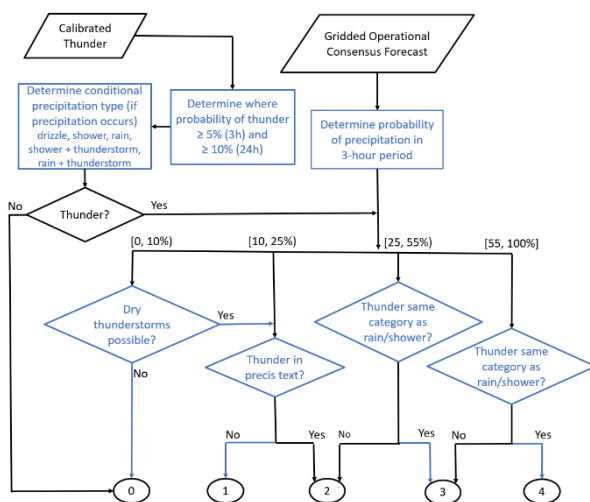 Calibrated
Thunder
Gridded Operational
Consensus Forecast
Determine conditional
precipitation type (if
precipitation occurs)
drizzle, shower, rain,
shower + thunderstorm,
rain + thunderstorm
Determine where
probability of thunder
≥ 5% (3h) and
≥ 10% (24h)
Determine probability
of precipitation in
3-hour period
No
Thunder?
Yes
[0, 10%)
[10, 25%)
[25, 55%)
[55, 100%]
Dry
thunderstorms
possible?
Yes
No
Thunder in
precis text?
Thunder same
category as
rain/shower?
Thunder same
category as
rain/shower?
No
Yes
No
Yes
No
Yes
0
1
2
3
4